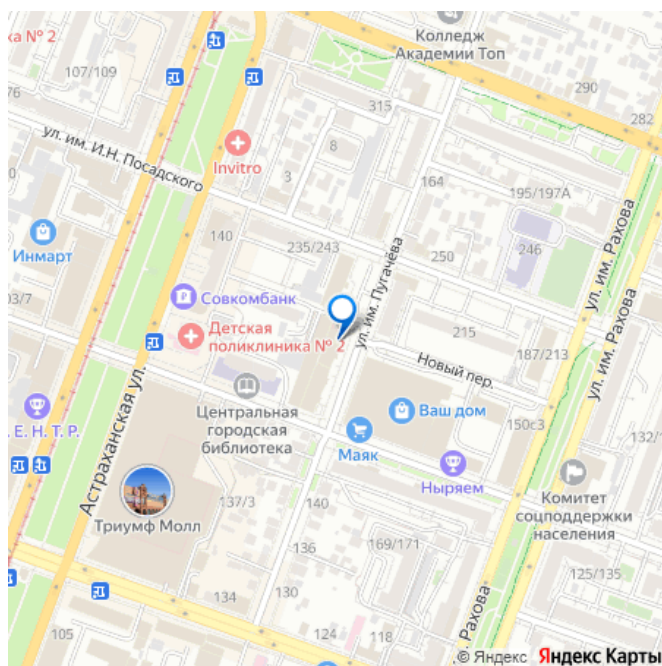 Колледж
Академии Топ
а № 2
107/109
76
315
290
282
ул. им. И.Н. Посадского
Invitro
8
3
164
195/197А
ул. им. Рахова
140
235/243
250
246
Инмарт
ул. им. Пугачёва
03/7
Совкомбанк
Детская
поликлиника № 2
215
ул. им. Рахова
187/213
Новый пер.
Астраханская ул.
Центральная
городская
библиотека
Ваш дом
150с3
132/1
. Е. Н. Т. Р.
Маяк
Ныряем
Триумф Молл
137/3
140
Комитет
соцподдержки
населения
136
169/171
125/135
134
130
105
124
118
. Рахова
© Яндекс Яндекс Карты